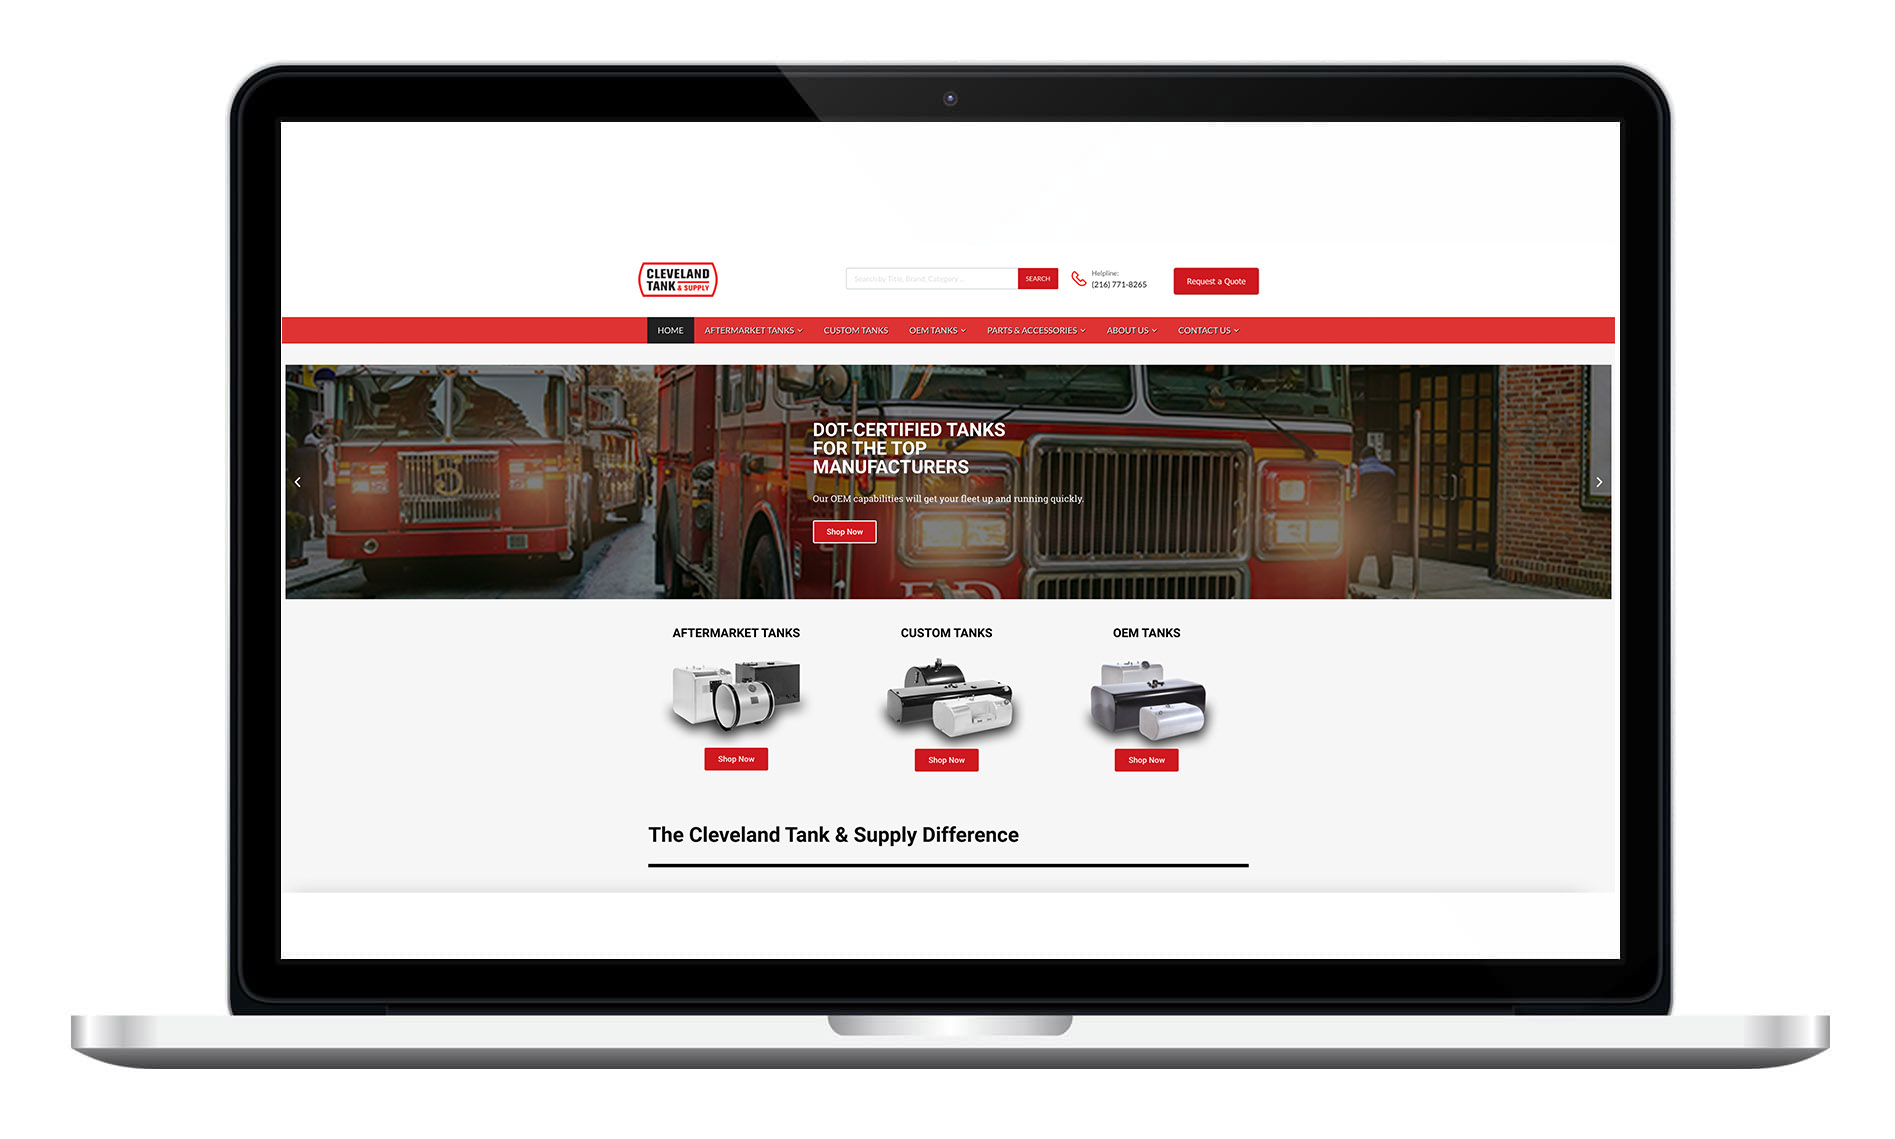 CLEVELAND
TANK & SUPPLY
Search by Title, Brand, Category ...
SEARCH
Helpline:
(216) 771-8265
Request a Quote
HOME
AFTERMARKET TANKS
CUSTOM TANKS
OEM TANKS
PARTS & ACCESSORIES
ABOUT US
CONTACT US
5
DOT-CERTIFIED TANKS
FOR THE TOP
MANUFACTURERS
Our OEM capabilities will get your fleet up and running quickly.
Shop Now
AFTERMARKET TANKS
CUSTOM TANKS
OEM TANKS
Shop Now
Shop Now
Shop Now
The Cleveland Tank & Supply Difference